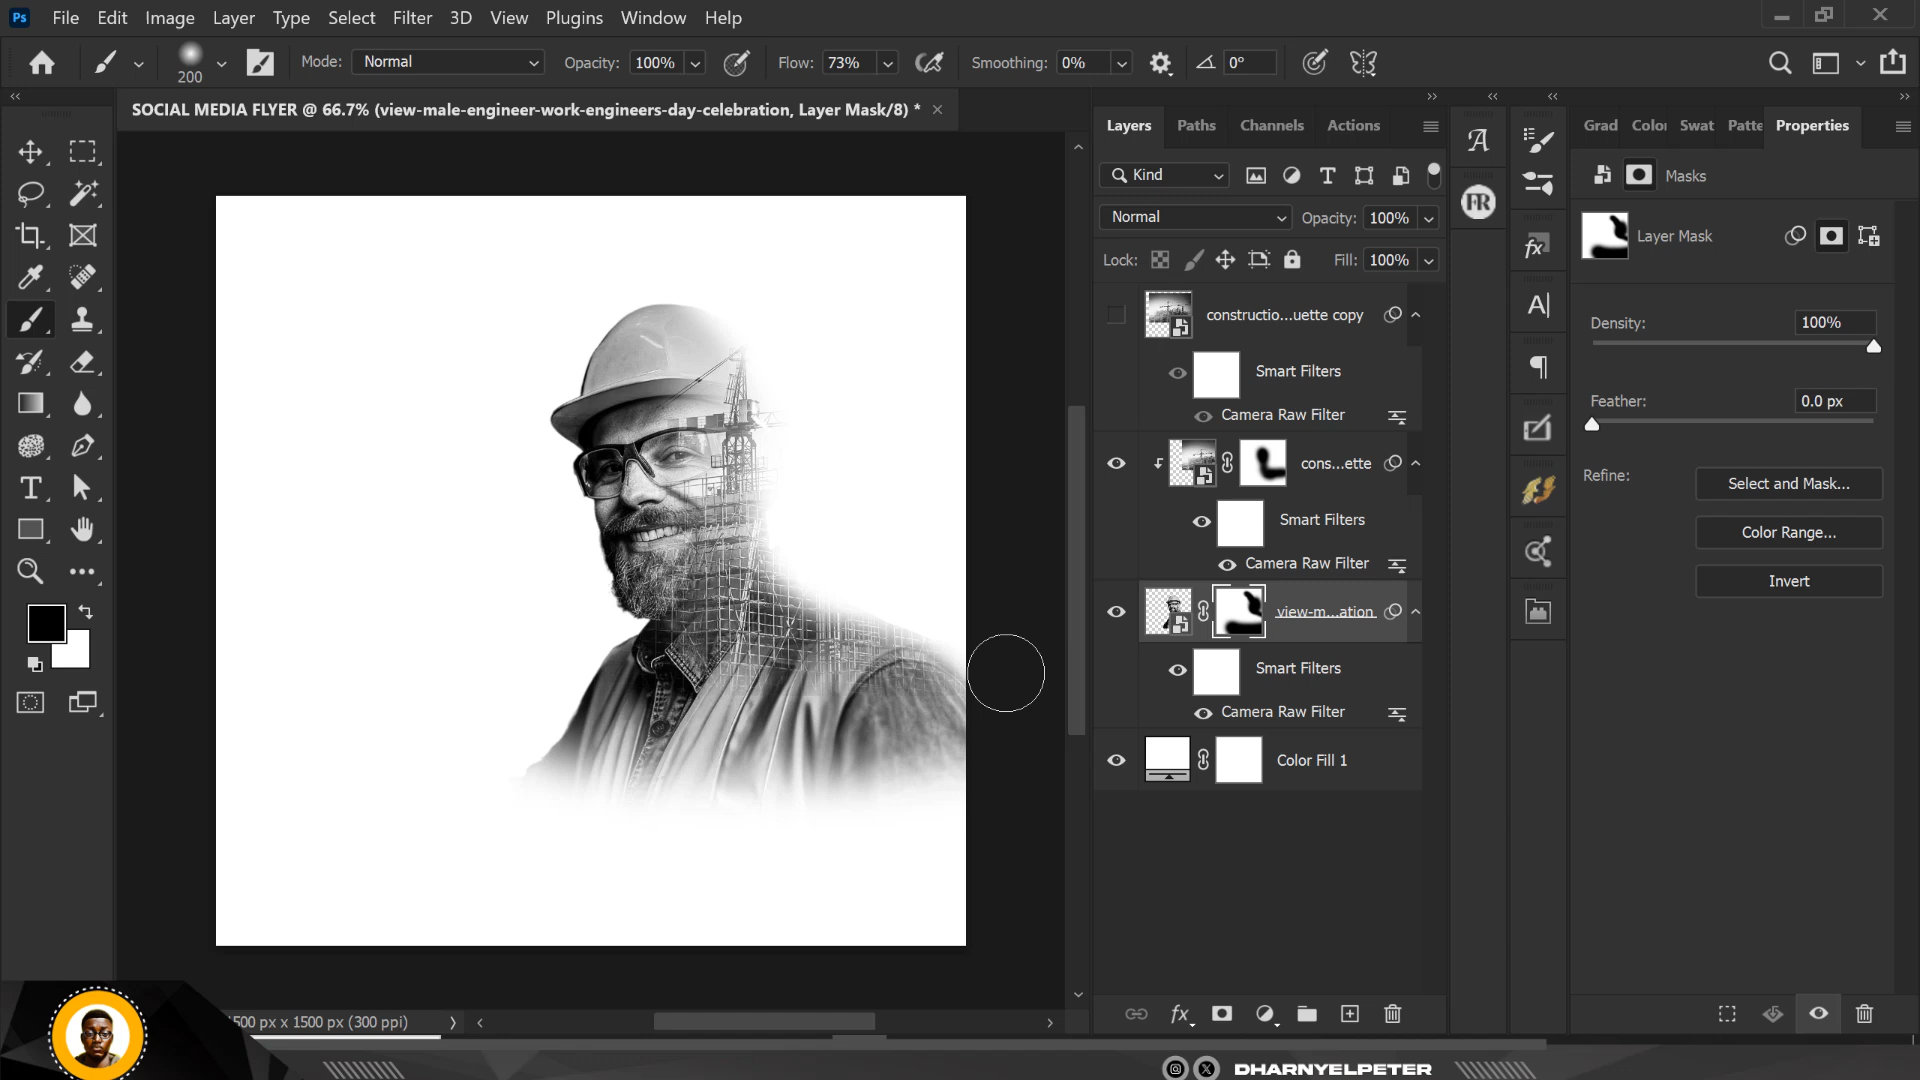 Ps File Edit Image Layer Type Select Filter 3D View Plugins Window Help
200 Mode: Normal Opacity: 100% Flow: 73% Smoothing: 0% 0°
SOCIAL MEDIA FLYER @ 66.7% (view-male-engineer-work-engineers-day-celebration, Layer Mask/8) *
Layers Paths Channels Actions
Kind
Normal Opacity: 100%
Lock: Fill: 100%
constructio...uette copy
Smart Filters
Camera Raw Filter
cons...ette
Smart Filters
Camera Raw Filter
view-m...ation
Smart Filters
Camera Raw Filter
Color Fill 1
FR
Grad Color Swat Patte Properties
Masks
Layer Mask
Density: 100%
Feather: 0.0 px
Refine: Select and Mask...
Color Range...
Invert
1500 px x 1500 px (300 ppi)
DHARNYELPETER